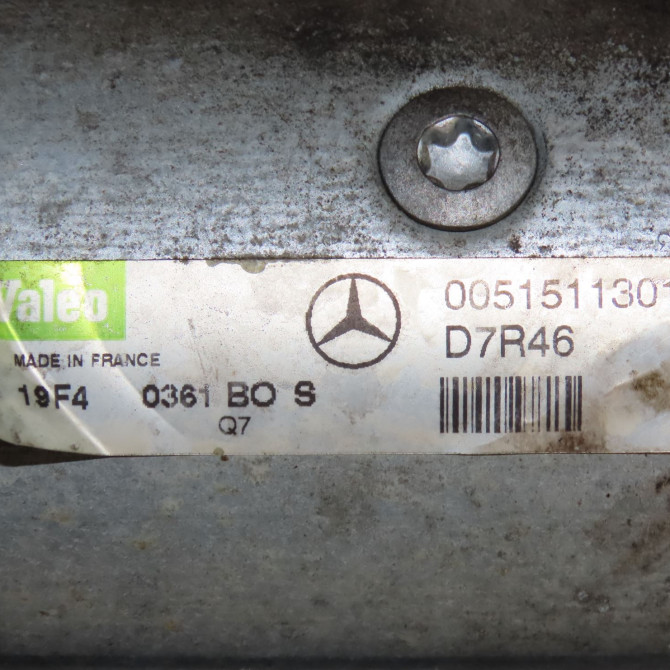 Valeo
MADE IN FRANCE
19F4 0361 BO S
Q7
0051511301
D7R46